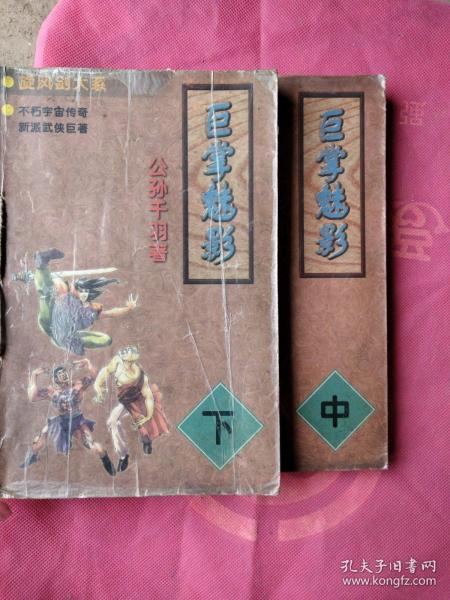 旋风剑大系
不朽宇宙传奇
新派武侠巨著
巨掌魅影
公孙千羽著
下
巨掌魅影
中
孔夫子旧书网
www.kongfz.com